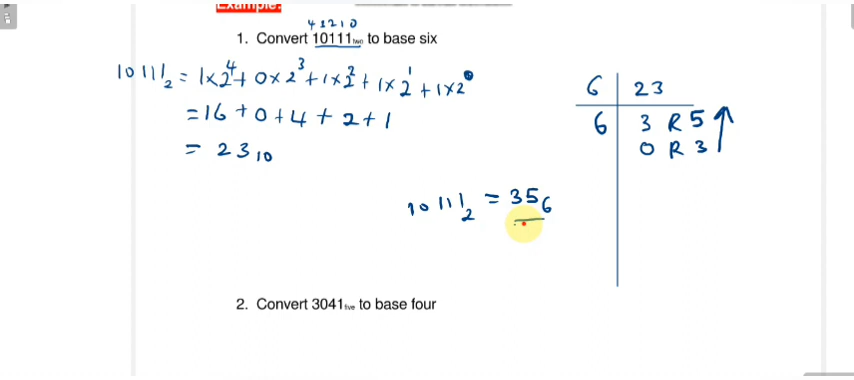 Example:
4 3 2 1 0
1. Convert 10111two to base six
10111₂ = 1×2⁴ + 0×2³ + 1×2² + 1×2¹ + 1×2⁰
= 16 + 0 + 4 + 2 + 1
= 23₁₀
6 | 23
6 | 3 R 5
0 R 3
10111₂ = 35₆
2. Convert 3041five to base four